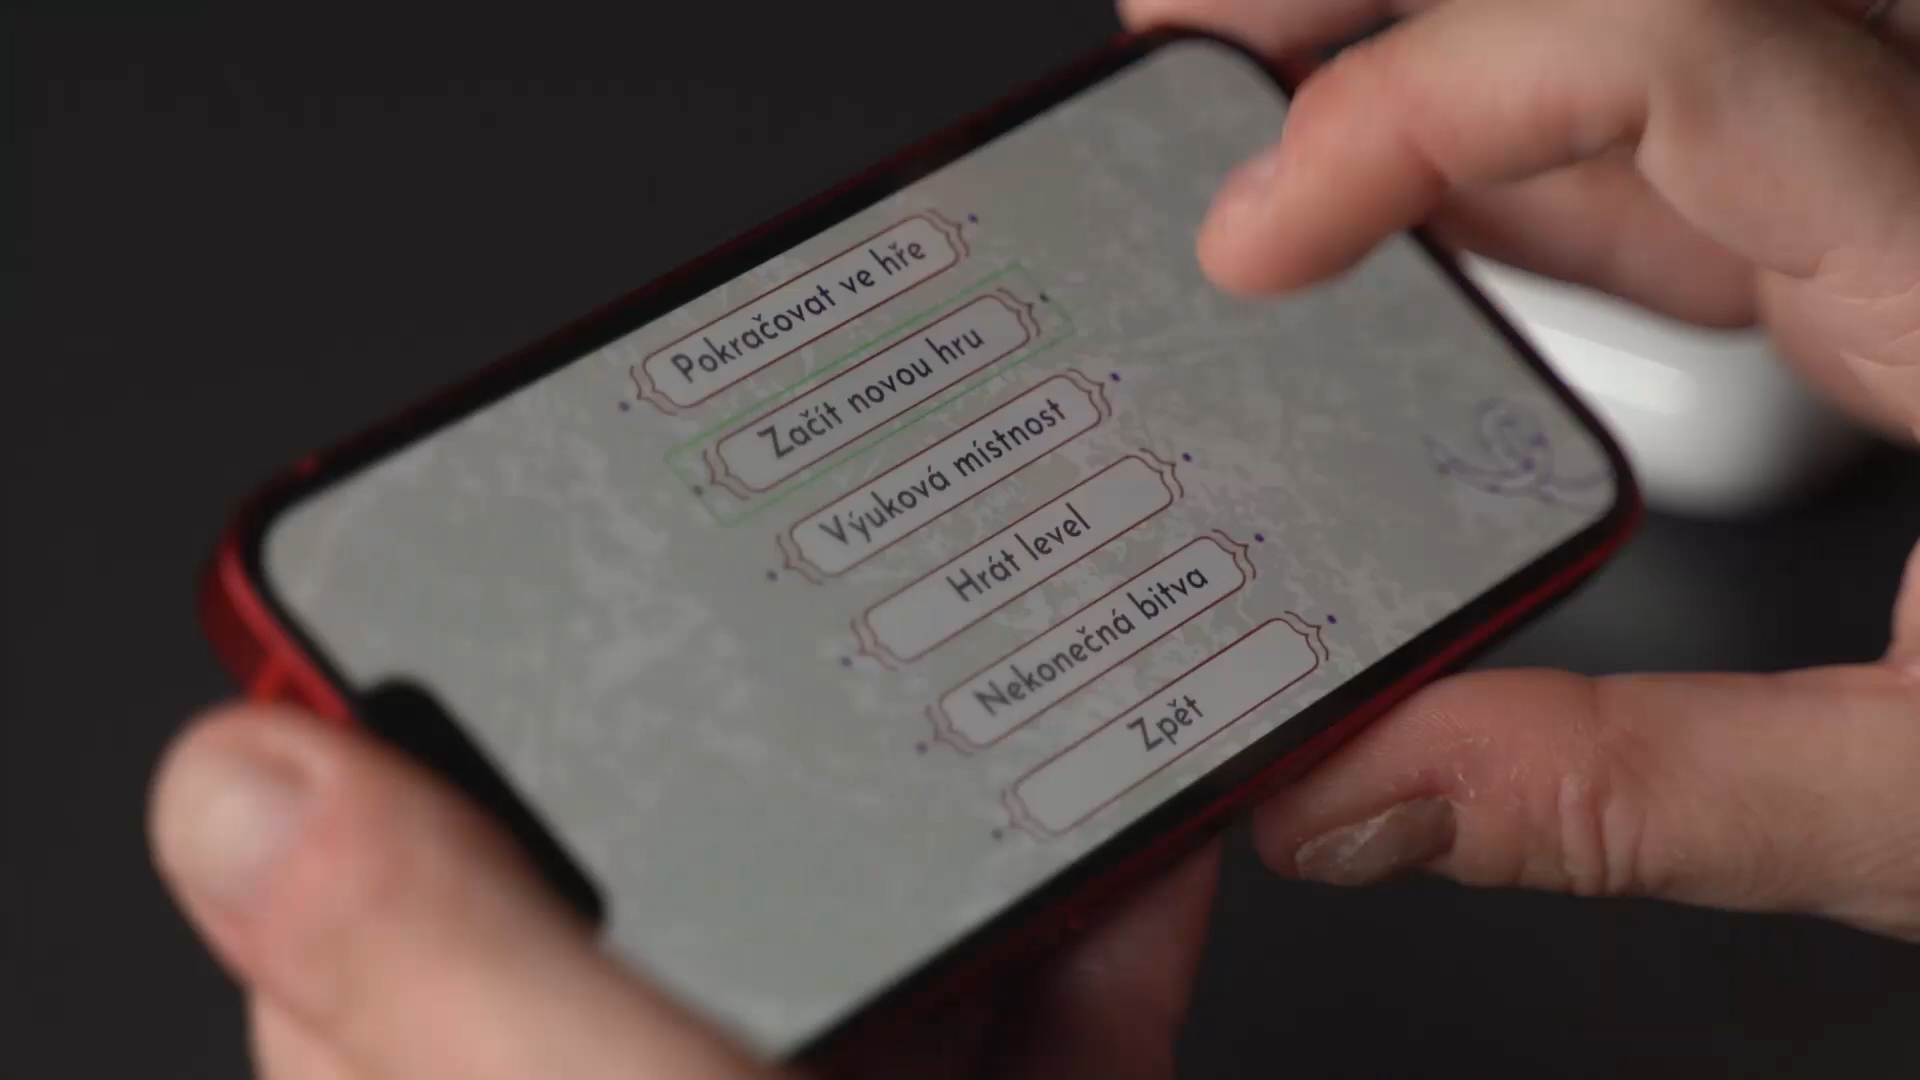 Pokračovat ve hře
Začít novou hru
Výuková místnost
Hrát level
Nekonečná bitva
Zpět